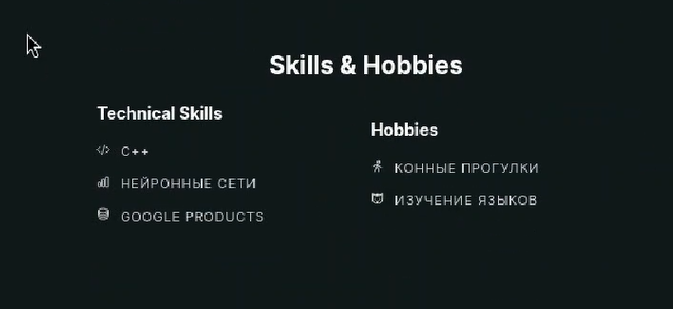 Skills & Hobbies
Technical Skills
C++
НЕЙРОННЫЕ СЕТИ
GOOGLE PRODUCTS
Hobbies
КОННЫЕ ПРОГУЛКИ
ИЗУЧЕНИЕ ЯЗЫКОВ